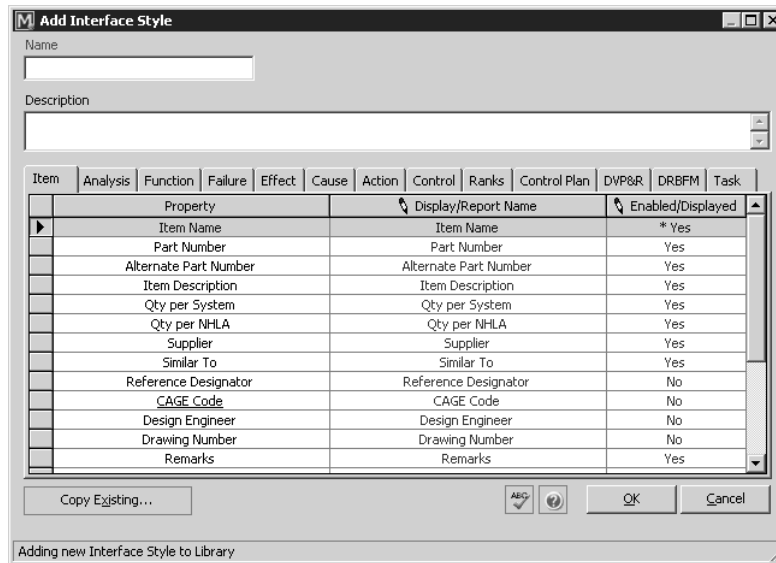 M Add Interface Style
Name
Description
Item Analysis Function Failure Effect Cause Action Control Ranks Control Plan DVP&R DRBFM Task
Property Display/Report Name Enabled/Displayed
Item Name Item Name * Yes
Part Number Part Number Yes
Alternate Part Number Alternate Part Number Yes
Item Description Item Description Yes
Qty per System Qty per System Yes
Qty per NHLA Qty per NHLA Yes
Supplier Supplier Yes
Similar To Similar To Yes
Reference Designator Reference Designator No
CAGE Code CAGE Code No
Design Engineer Design Engineer No
Drawing Number Drawing Number No
Remarks Remarks Yes
Copy Existing... ABC ? OK Cancel
Adding new Interface Style to Library